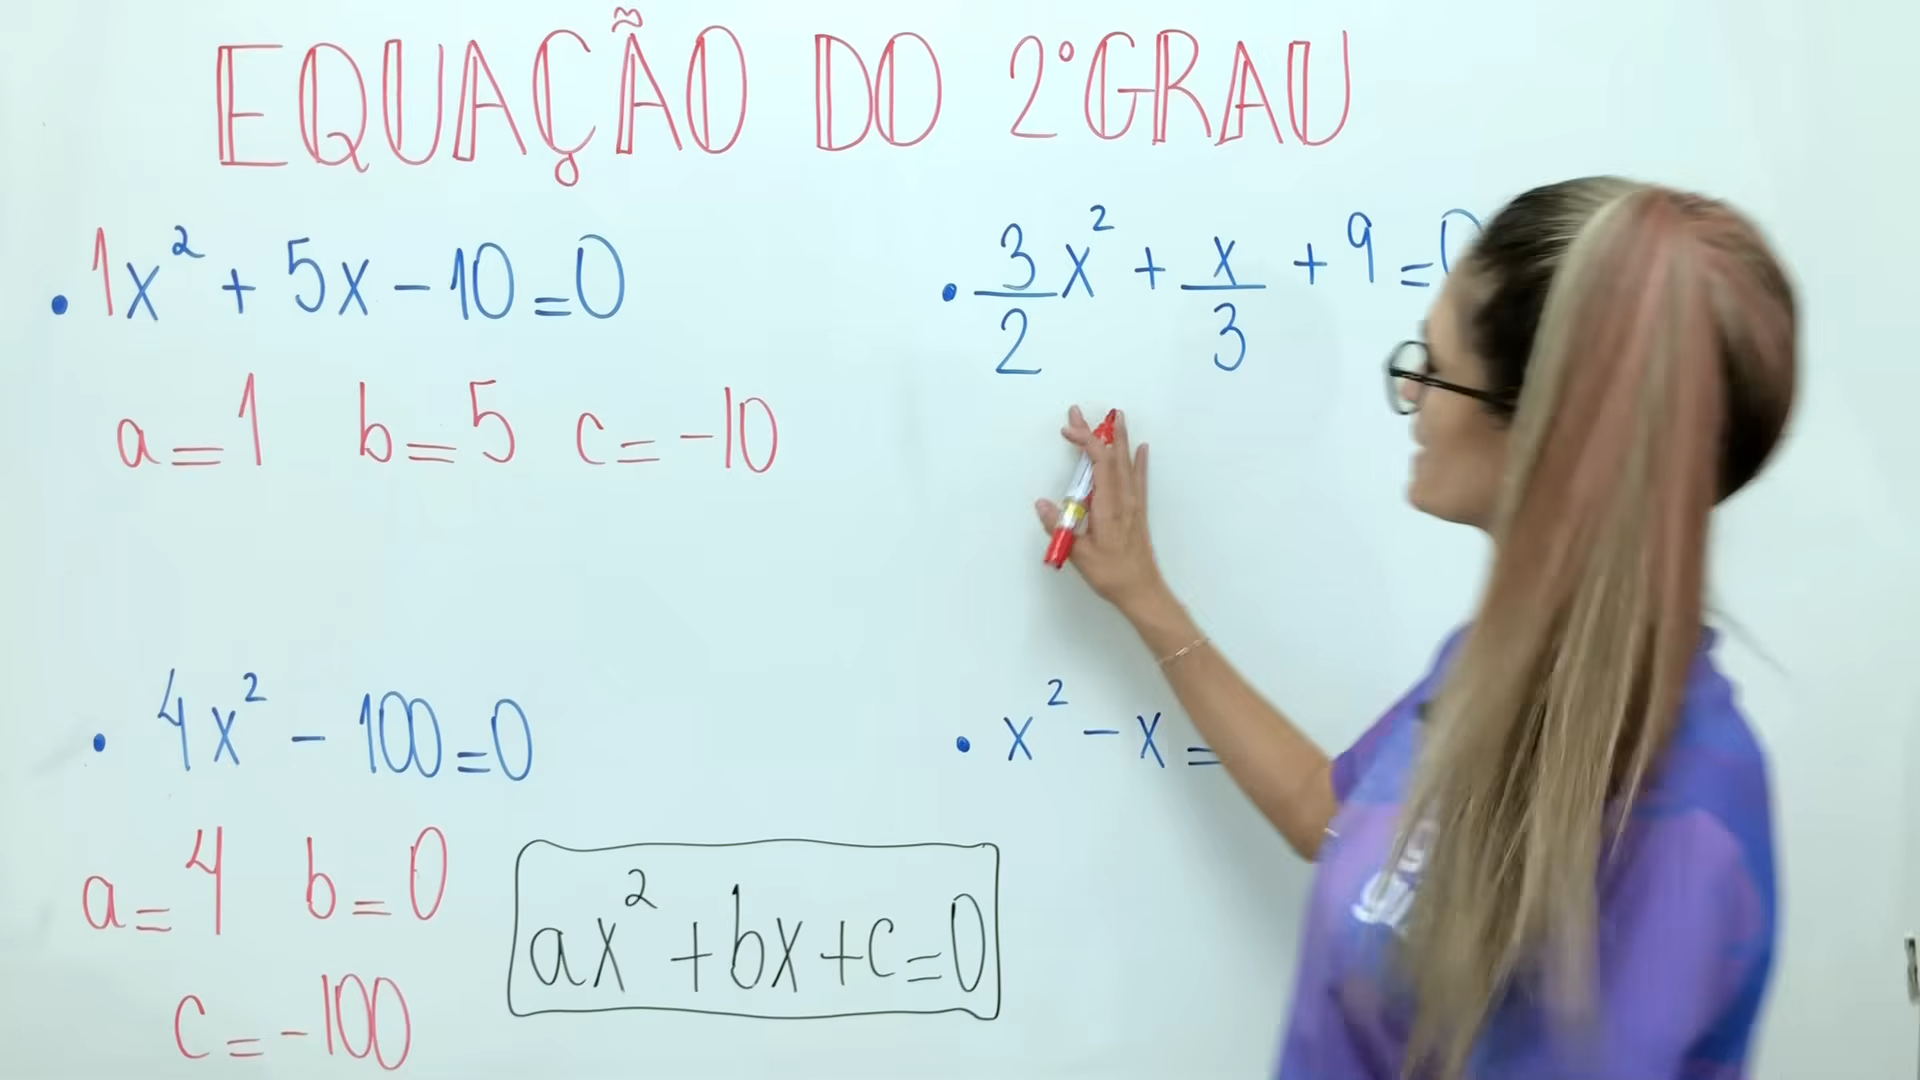 EQUAÇÃO DO 2°GRAU
• 1x² + 5x - 10 = 0
a = 1 b = 5 c = -10
• 3/2 x² + x/3 + 9 = 0
• 4x² - 100 = 0
a = 4 b = 0
c = -100
• x² - x =
ax² + bx + c = 0